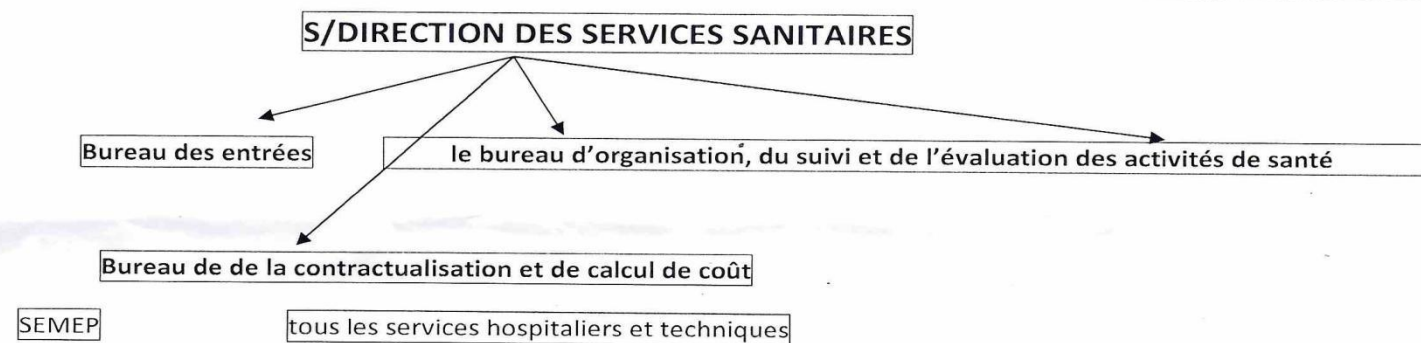 S/DIRECTION DES SERVICES SANITAIRES
Bureau des entrées
le bureau d'organisation, du suivi et de l'évaluation des activités de santé
Bureau de de la contractualisation et de calcul de coût
SEMEP
tous les services hospitaliers et techniques